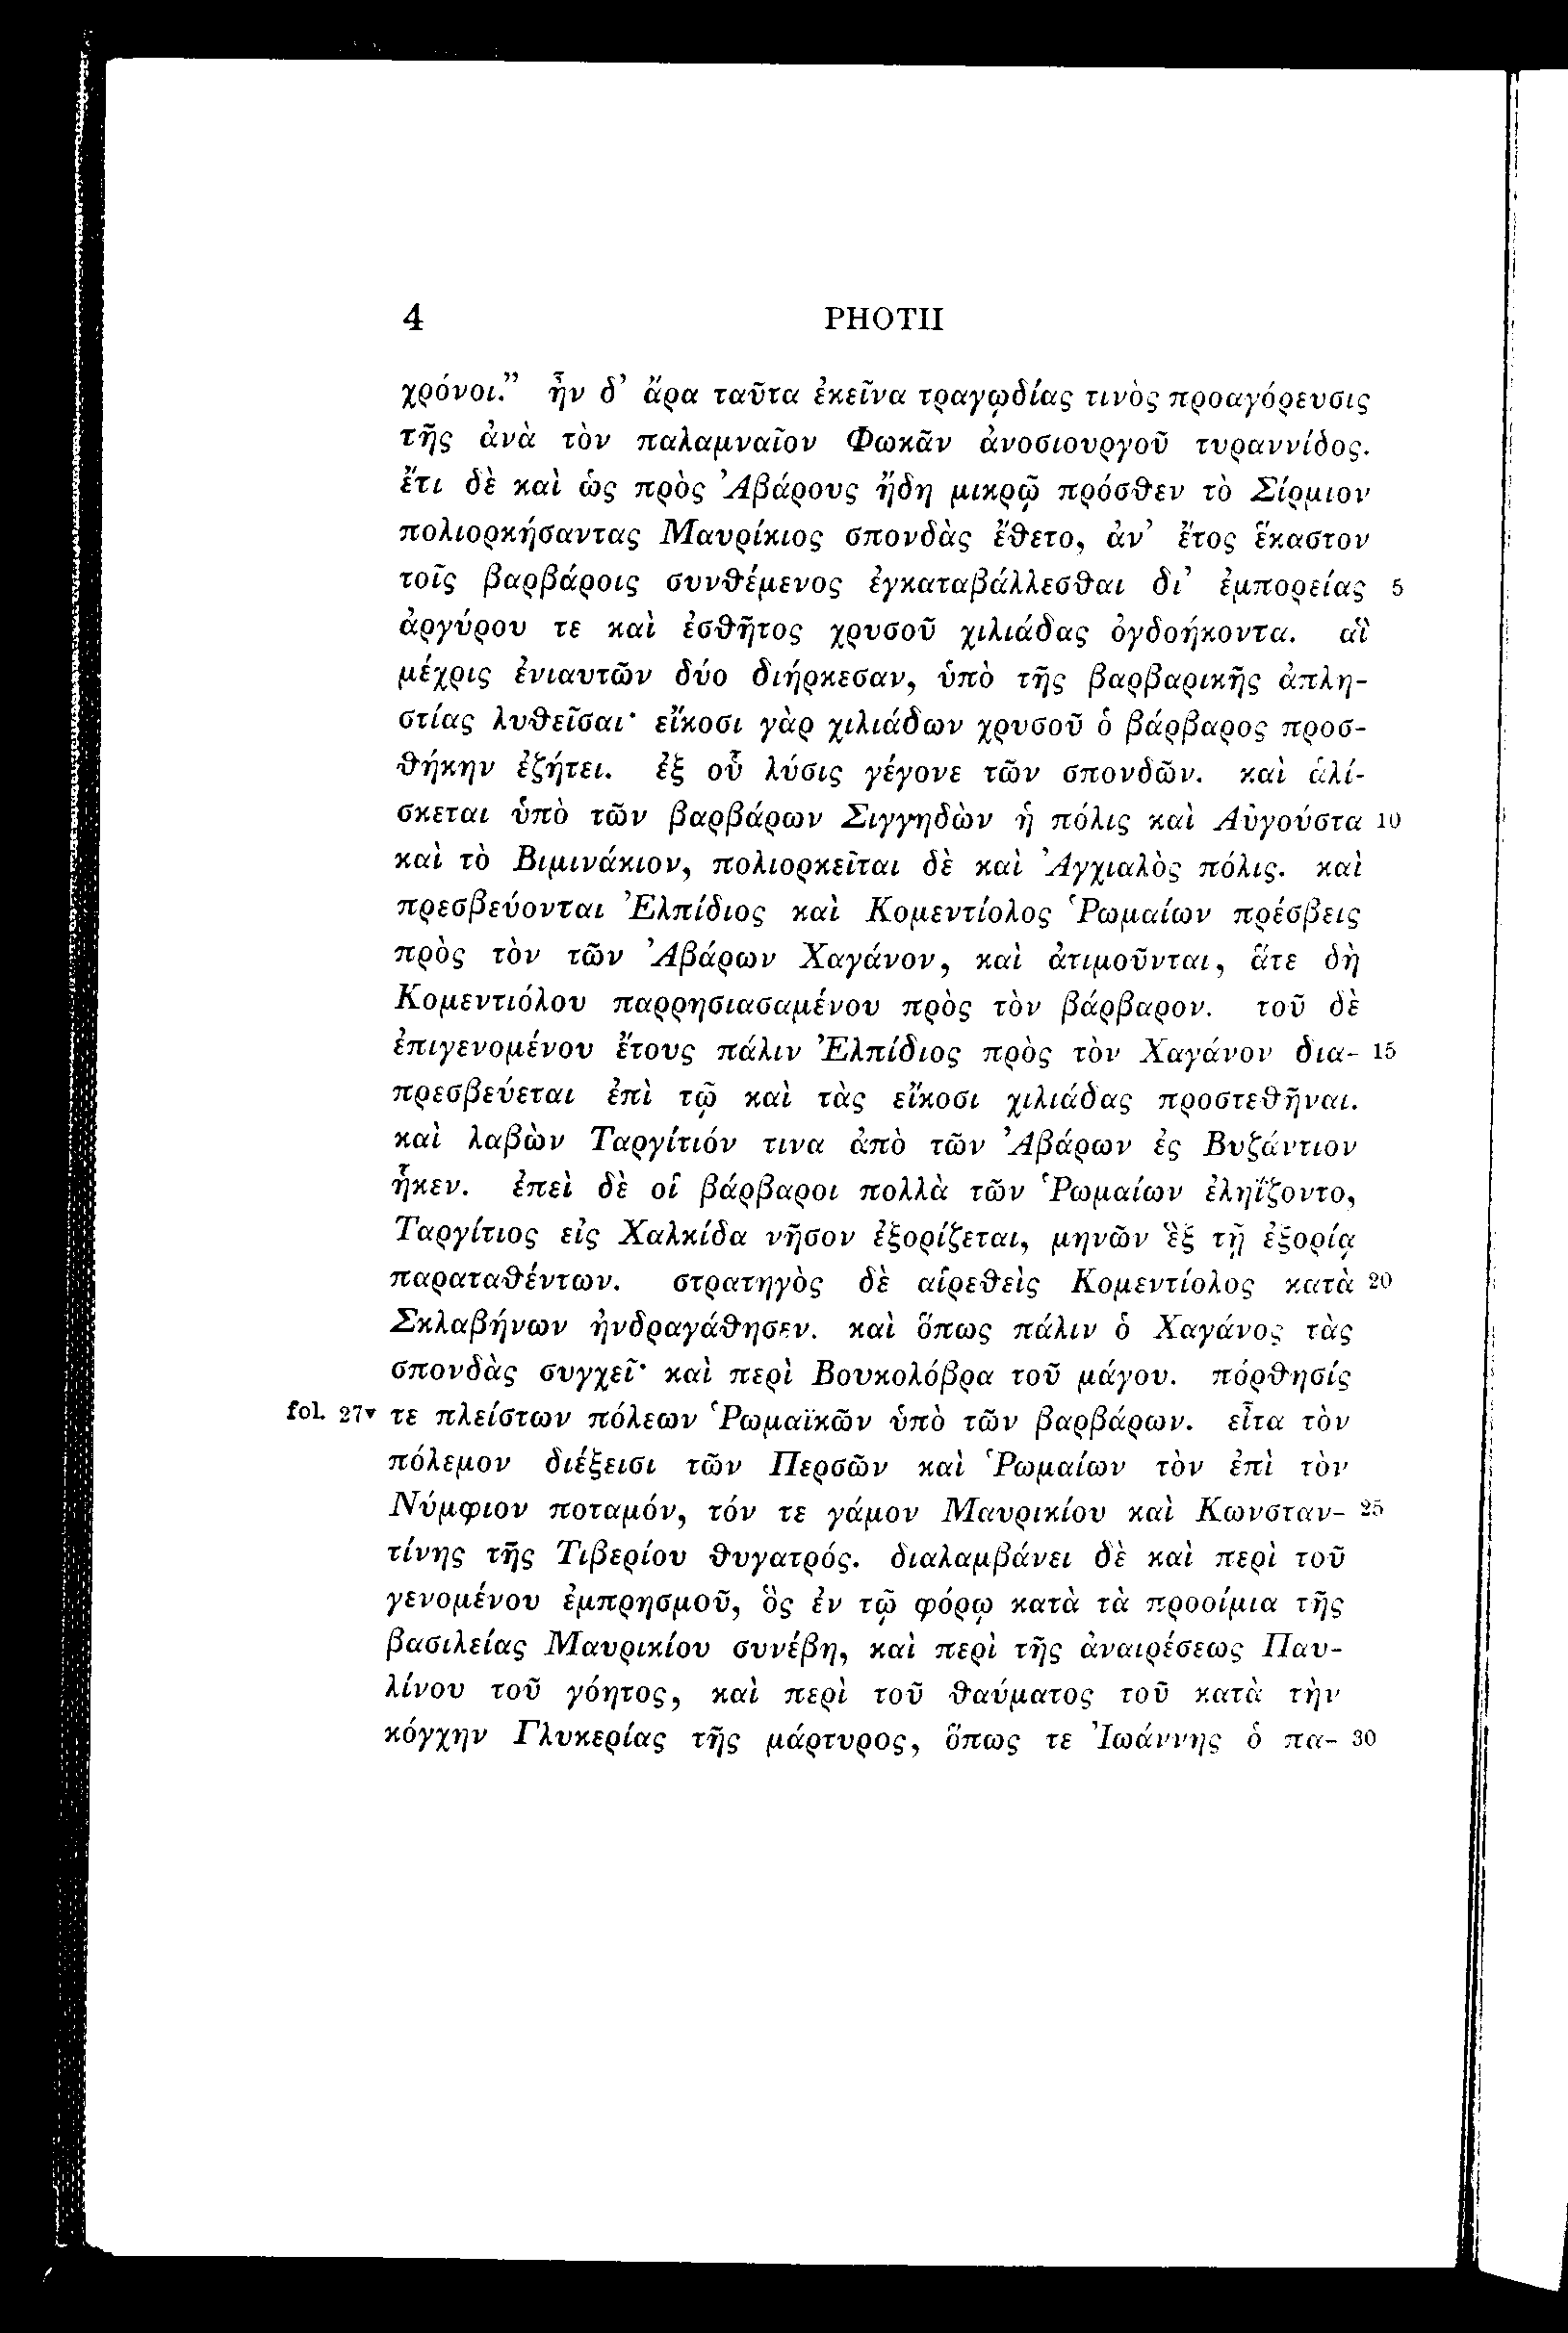 4 PHOTII
χρόνοι.” ἦν δ’ ἄρα ταῦτα ἐκεῖνα τραγῳδίας τινὸς προαγόρευσις
τῆς ἀνὰ τὸν παλαμναῖον Φωκᾶν ἀνοσιουργοῦ τυραννίδος.
ἔτι δὲ καὶ ὡς πρὸς Ἀβάρους ἤδη μικρῷ πρόσθεν τὸ Σίρμιον
πολιορκήσαντας Μαυρίκιος σπονδὰς ἔθετο, ἀν’ ἔτος ἕκαστον
τοῖς βαρβάροις συνθέμενος ἐγκαταβάλλεσθαι δι’ ἐμπορείας 5
ἀργύρου τε καὶ ἐσθῆτος χρυσοῦ χιλιάδας ὀγδοήκοντα. αἳ
μέχρις ἐνιαυτῶν δύο διήρκεσαν, ὑπὸ τῆς βαρβαρικῆς ἀπλη-
στίας λυθεῖσαι· εἴκοσι γὰρ χιλιάδων χρυσοῦ ὁ βάρβαρος προσ-
θήκην ἐζήτει. ἐξ οὗ λύσις γέγονε τῶν σπονδῶν. καὶ ἁλί-
σκεται ὑπὸ τῶν βαρβάρων Σιγγηδὼν ἡ πόλις καὶ Αὐγούστα 10
καὶ τὸ Βιμινάκιον, πολιορκεῖται δὲ καὶ Ἀγχιαλὸς πόλις. καὶ
πρεσβεύονται Ἐλπίδιος καὶ Κομεντίολος Ῥωμαίων πρέσβεις
πρὸς τὸν τῶν Ἀβάρων Χαγάνον, καὶ ἀτιμοῦνται, ἅτε δὴ
Κομεντιόλου παρρησιασαμένου πρὸς τὸν βάρβαρον. τοῦ δὲ
ἐπιγενομένου ἔτους πάλιν Ἐλπίδιος πρὸς τὸν Χαγάνον δια- 15
πρεσβεύεται ἐπὶ τῷ καὶ τὰς εἴκοσι χιλιάδας προστεθῆναι.
καὶ λαβὼν Ταργίτιόν τινα ἀπὸ τῶν Ἀβάρων ἐς Βυζάντιον
ἧκεν. ἐπεὶ δὲ οἱ βάρβαροι πολλὰ τῶν Ῥωμαίων ἐληΐζοντο,
Ταργίτιος εἰς Χαλκίδα νῆσον ἐξορίζεται, μηνῶν ἓξ τῇ ἐξορίᾳ
παραταθέντων. στρατηγὸς δὲ αἱρεθεὶς Κομεντίολος κατὰ 20
Σκλαβήνων ἠνδραγάθησεν. καὶ ὅπως πάλιν ὁ Χαγάνος τὰς
σπονδὰς συγχεῖ· καὶ περὶ Βουκολόβρα τοῦ μάγου. πόρθησίς
fol. 27v τε πλείστων πόλεων Ῥωμαϊκῶν ὑπὸ τῶν βαρβάρων. εἶτα τὸν
πόλεμον διέξεισι τῶν Περσῶν καὶ Ῥωμαίων τὸν ἐπὶ τὸν
Νύμφιον ποταμόν, τόν τε γάμον Μαυρικίου καὶ Κωνσταν- 25
τίνης τῆς Τιβερίου θυγατρός. διαλαμβάνει δὲ καὶ περὶ τοῦ
γενομένου ἐμπρησμοῦ, ὃς ἐν τῷ φόρῳ κατὰ τὰ προοίμια τῆς
βασιλείας Μαυρικίου συνέβη, καὶ περὶ τῆς ἀναιρέσεως Παυ-
λίνου τοῦ γόητος, καὶ περὶ τοῦ θαύματος τοῦ κατὰ τὴν
κόγχην Γλυκερίας τῆς μάρτυρος, ὅπως τε Ἰωάννης ὁ πα- 30